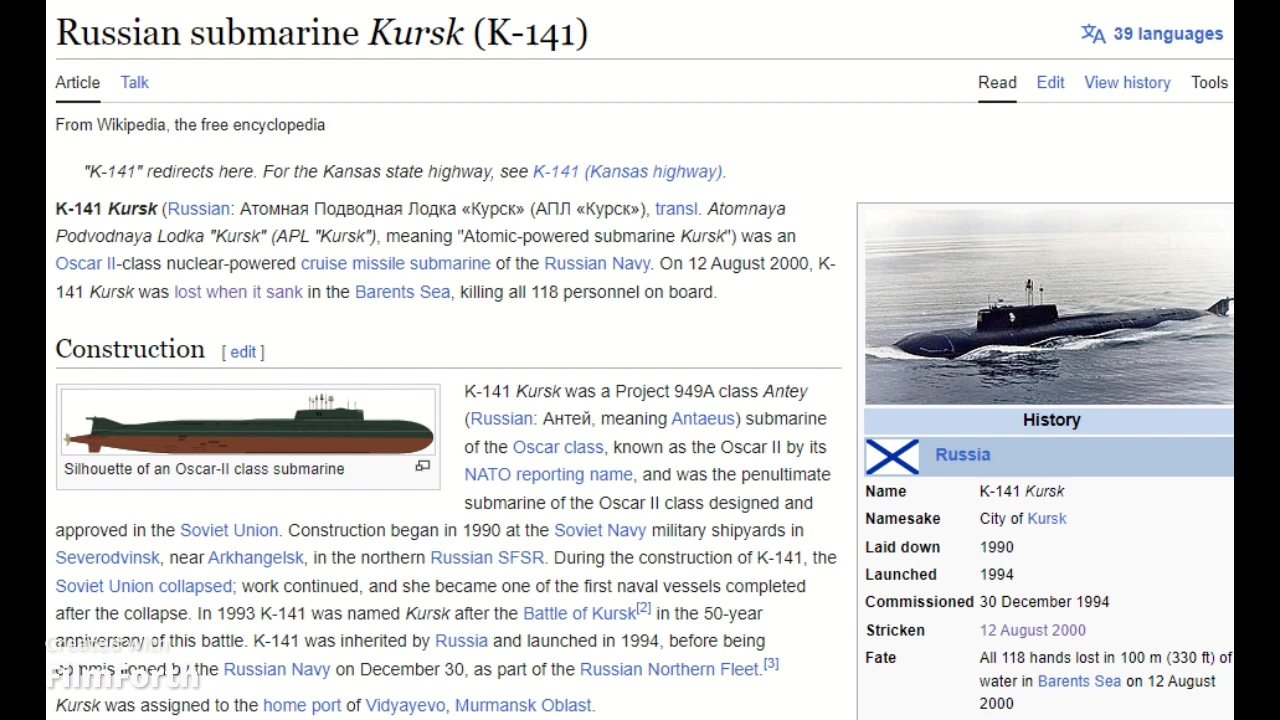 Russian submarine Kursk (K-141)
39 languages
Article Talk
Read Edit View history Tools
From Wikipedia, the free encyclopedia
"K-141" redirects here. For the Kansas state highway, see K-141 (Kansas highway).
K-141 Kursk (Russian: Атомная Подводная Лодка «Курск» (АПЛ «Курск»), transl. Atomnaya
Podvodnaya Lodka "Kursk" (APL "Kursk"), meaning "Atomic-powered submarine Kursk") was an
Oscar II-class nuclear-powered cruise missile submarine of the Russian Navy. On 12 August 2000, K-
141 Kursk was lost when it sank in the Barents Sea, killing all 118 personnel on board.
Construction [ edit ]
Silhouette of an Oscar-II class submarine
K-141 Kursk was a Project 949A class Antey
(Russian: Антей, meaning Antaeus) submarine
of the Oscar class, known as the Oscar II by its
NATO reporting name, and was the penultimate
submarine of the Oscar II class designed and
approved in the Soviet Union. Construction began in 1990 at the Soviet Navy military shipyards in
Severodvinsk, near Arkhangelsk, in the northern Russian SFSR. During the construction of K-141, the
Soviet Union collapsed; work continued, and she became one of the first naval vessels completed
after the collapse. In 1993 K-141 was named Kursk after the Battle of Kursk[2] in the 50-year
anniversary of this battle. K-141 was inherited by Russia and launched in 1994, before being
commissioned by the Russian Navy on December 30, as part of the Russian Northern Fleet.[3]
Kursk was assigned to the home port of Vidyayevo, Murmansk Oblast.
History
Russia
Name K-141 Kursk
Namesake City of Kursk
Laid down 1990
Launched 1994
Commissioned 30 December 1994
Stricken 12 August 2000
Fate All 118 hands lost in 100 m (330 ft) of
water in Barents Sea on 12 August
2000
Created with
FilmForth